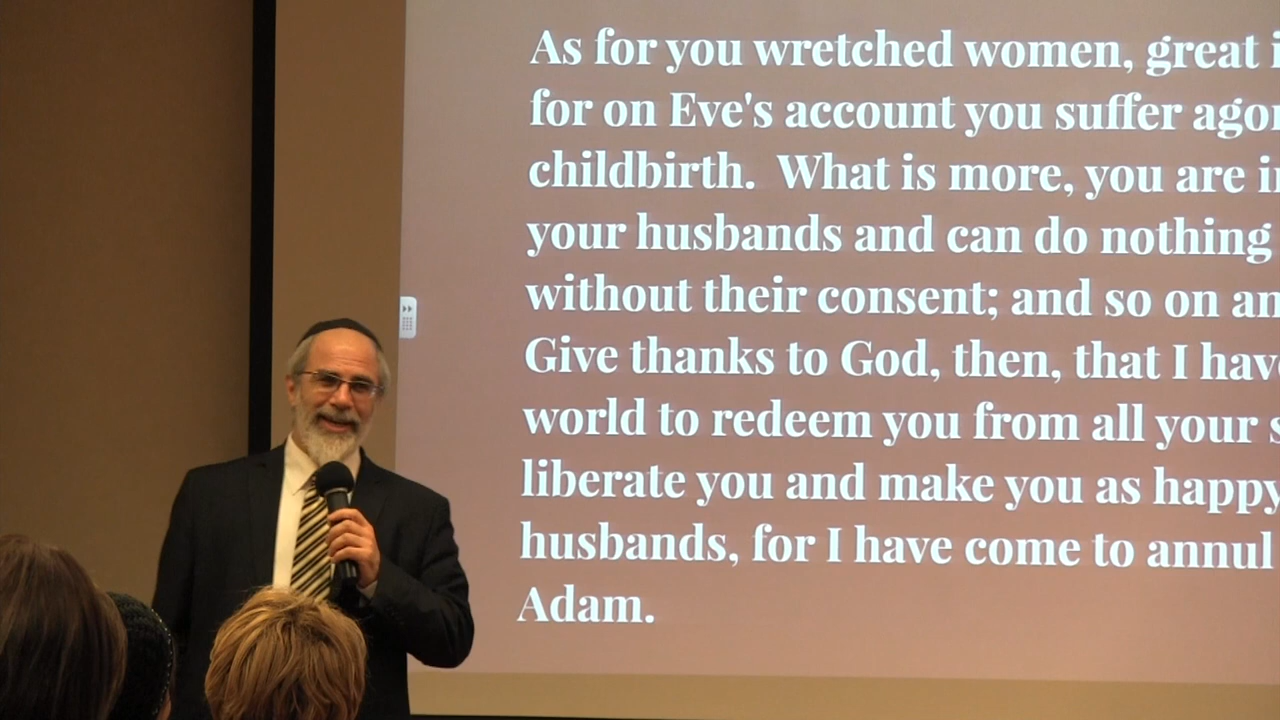 As for you wretched women, great
for on Eve's account you suffer
childbirth. What is more, you are
your husbands and can do nothing
without their consent; and so on
Give thanks to God, then, that I
world to redeem you from all your
liberate you and make you as happy
husbands, for I have come to annul
Adam.